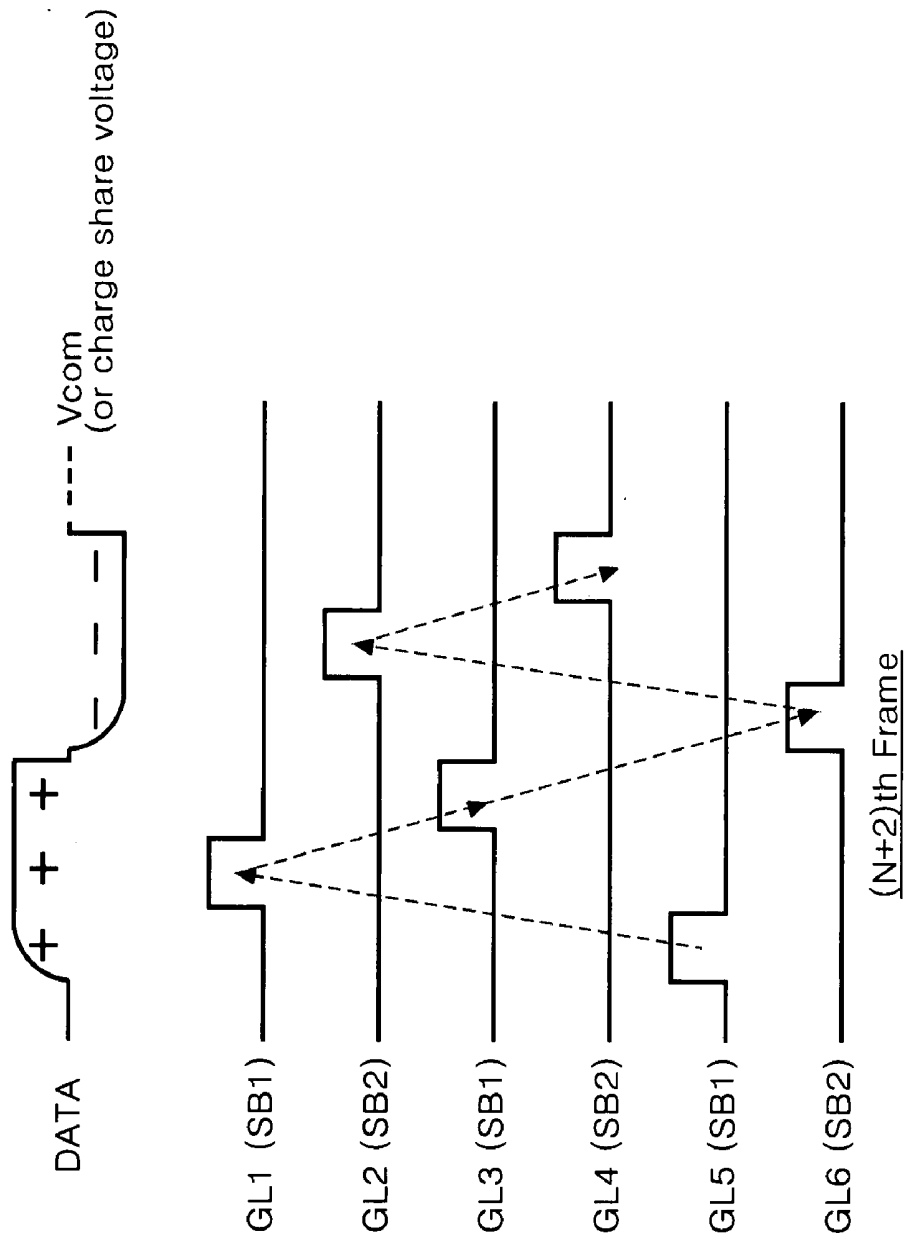 DATA
+ + +
– – –
Vcom
(or charge share voltage)
GL1 (SB1)
GL2 (SB2)
GL3 (SB1)
GL4 (SB2)
GL5 (SB1)
GL6 (SB2)
(N+2)th Frame